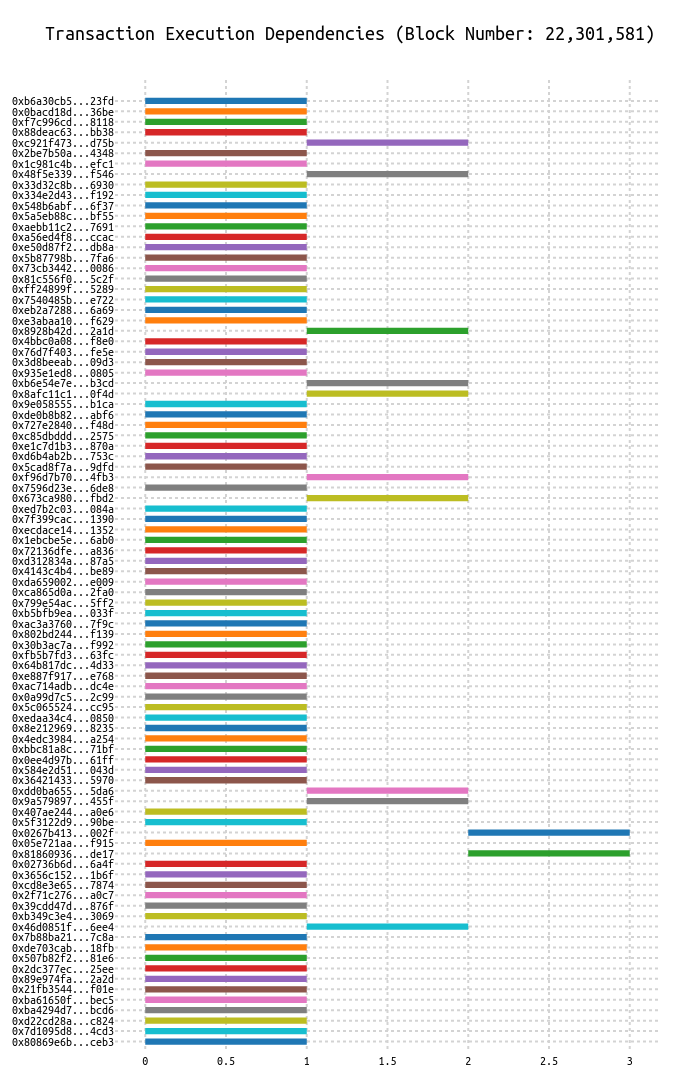 Transaction Execution Dependencies (Block Number: 22,301,581)
0xb6a30cb5...23fd
0x0bacd18d...36be
0xf7c996cd...8118
0x88deac63...bb38
0xc921f473...d75b
0x2be7b50a...4348
0x1c981c4b...efc1
0x48f5e339...f546
0x33d32c8b...6930
0x334e2d43...f192
0x548b6abf...6f37
0x5a5eb88c...bf55
0xaebb11c2...7691
0xa56ed4f8...ccac
0xe50d87f2...db8a
0x5b87798b...7fa6
0x73cb3442...0086
0x81c556f0...5c2f
0xff24899f...5289
0x7540485b...e722
0xeb2a7288...6a69
0xe3abaa10...f629
0x8928b42d...2a1d
0x4bbc0a08...f8e0
0x76d7f403...fe5e
0x3d8beeab...09d3
0x935e1ed8...0805
0xb6e54e7e...b3cd
0x8afc11c1...0f4d
0x9e058555...b1ca
0xde0b8b82...abf6
0x727e2840...f48d
0xc85dbddd...2575
0xe1c7d1b3...870a
0xd6b4ab2b...753c
0x5cad8f7a...9dfd
0xf96d7b70...4fb3
0x7596d23e...6de8
0x673ca980...fbd2
0xed7b2c03...084a
0x7f399cac...1390
0xecdace14...1352
0x1ebcbe5e...6ab0
0x72136dfe...a836
0xd312834a...87a5
0x4143c4b4...be89
0xda659002...e009
0xca865d0a...2fa0
0x799e54ac...5ff2
0xb5bfb9ea...033f
0xac3a3760...7f9c
0x802bd244...f139
0x30b3ac7a...f992
0xfb5b7fd3...63fc
0x64b817dc...4d33
0xe887f917...e768
0xac714adb...dc4e
0x0a99d7c5...2c99
0x5c065524...cc95
0xedaa34c4...0850
0x8e212969...8235
0x4edc3984...a254
0xbbc81a8c...71bf
0x0ee4d97b...61ff
0x584e2d51...043d
0x36421433...5970
0xdd0ba655...5da6
0x9a579897...455f
0x407ae244...a0e6
0x5f3122d9...90be
0x0267b413...002f
0x05e721aa...f915
0x81860936...de17
0x02736b6d...6a4f
0x3656c152...1b6f
0xcd8e3e65...7874
0x2f71c276...a0c7
0x39cdd47d...876f
0xb349c3e4...3069
0x46d0851f...6ee4
0x7b88ba21...7c8a
0xde703cab...18fb
0x507b82f2...81e6
0x2dc377ec...25ee
0x89e974fa...2a2d
0x21fb3544...f01e
0xba61650f...bec5
0xba4294d7...bcd6
0xd22cd28a...c824
0x7d1095d8...4cd3
0x80869e6b...ceb3
0 0.5 1 1.5 2 2.5 3